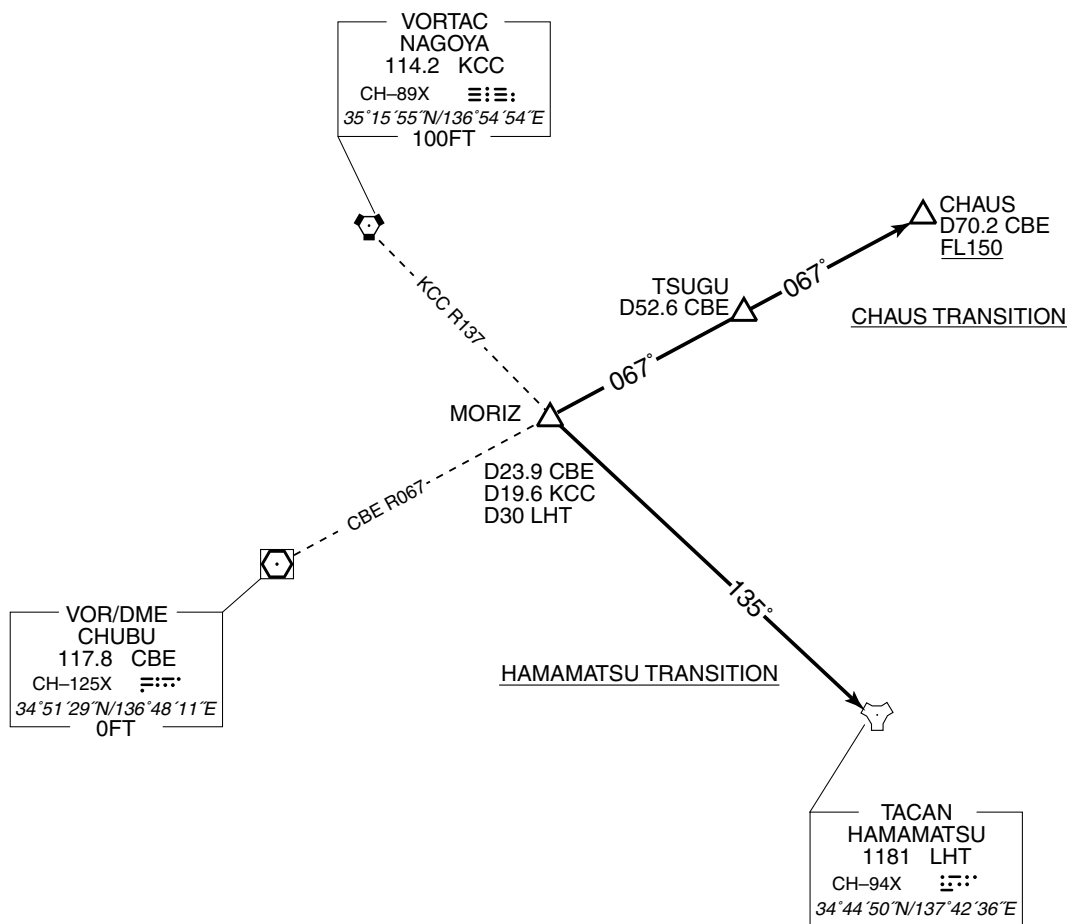 VORTAC
NAGOYA
114.2 KCC
CH–89X
35°15´55˝N/136°54´54˝E
100FT
CHAUS
D70.2 CBE
FL150
067°
TSUGU
D52.6 CBE
CHAUS TRANSITION
KCC R137
067°
MORIZ
D23.9 CBE
D19.6 KCC
D30 LHT
CBE R067
135°
VOR/DME
CHUBU
117.8 CBE
CH–125X
34°51´29˝N/136°48´11˝E
0FT
HAMAMATSU TRANSITION
TACAN
HAMAMATSU
1181 LHT
CH–94X
34°44´50˝N/137°42´36˝E